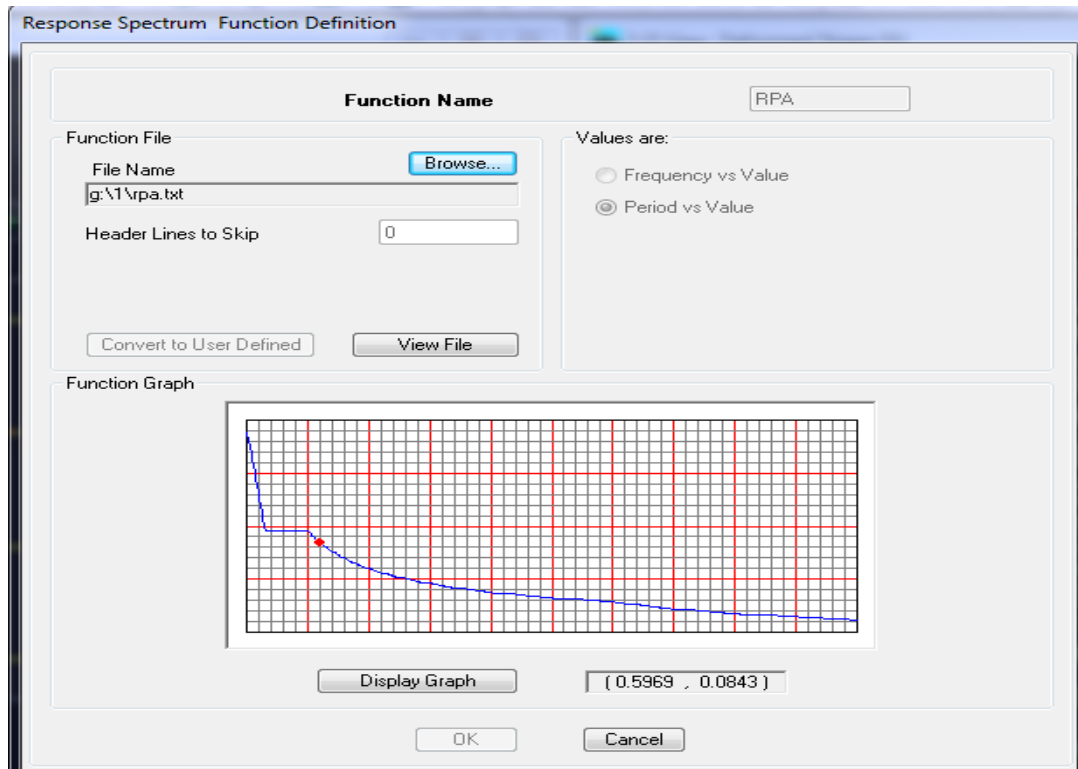 Response Spectrum Function Definition
Function Name
RPA
Function File
File Name
Browse...
g:\1\rpa.txt
Header Lines to Skip
0
Convert to User Defined
View File
Values are:
Frequency vs Value
Period vs Value
Function Graph
Display Graph
( 0.5969 , 0.0843 )
OK
Cancel